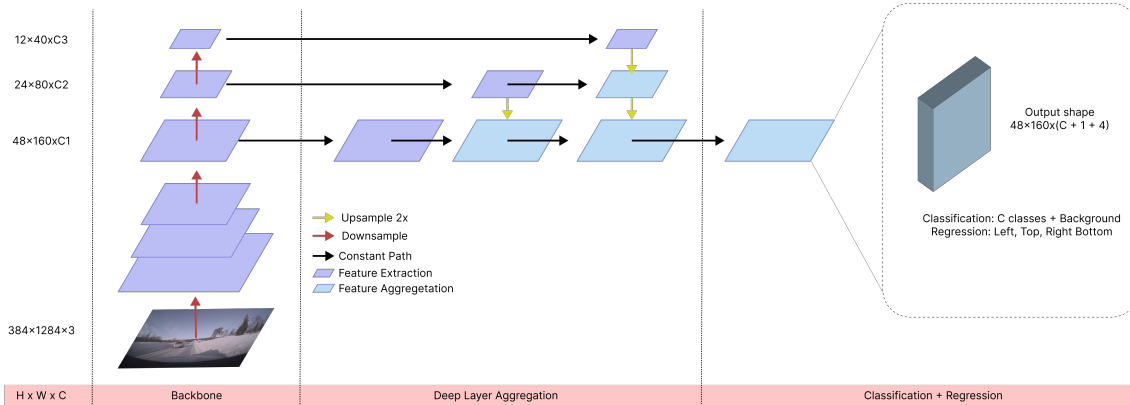 12×40xC3
24×80xC2
48×160xC1
384×1284×3
Upsample 2x
Downsample
Constant Path
Feature Extraction
Feature Aggregetation
Output shape
48×160x(C + 1 + 4)
Classification: C classes + Background
Regression: Left, Top, Right Bottom
H x W x C
Backbone
Deep Layer Aggregation
Classification + Regression